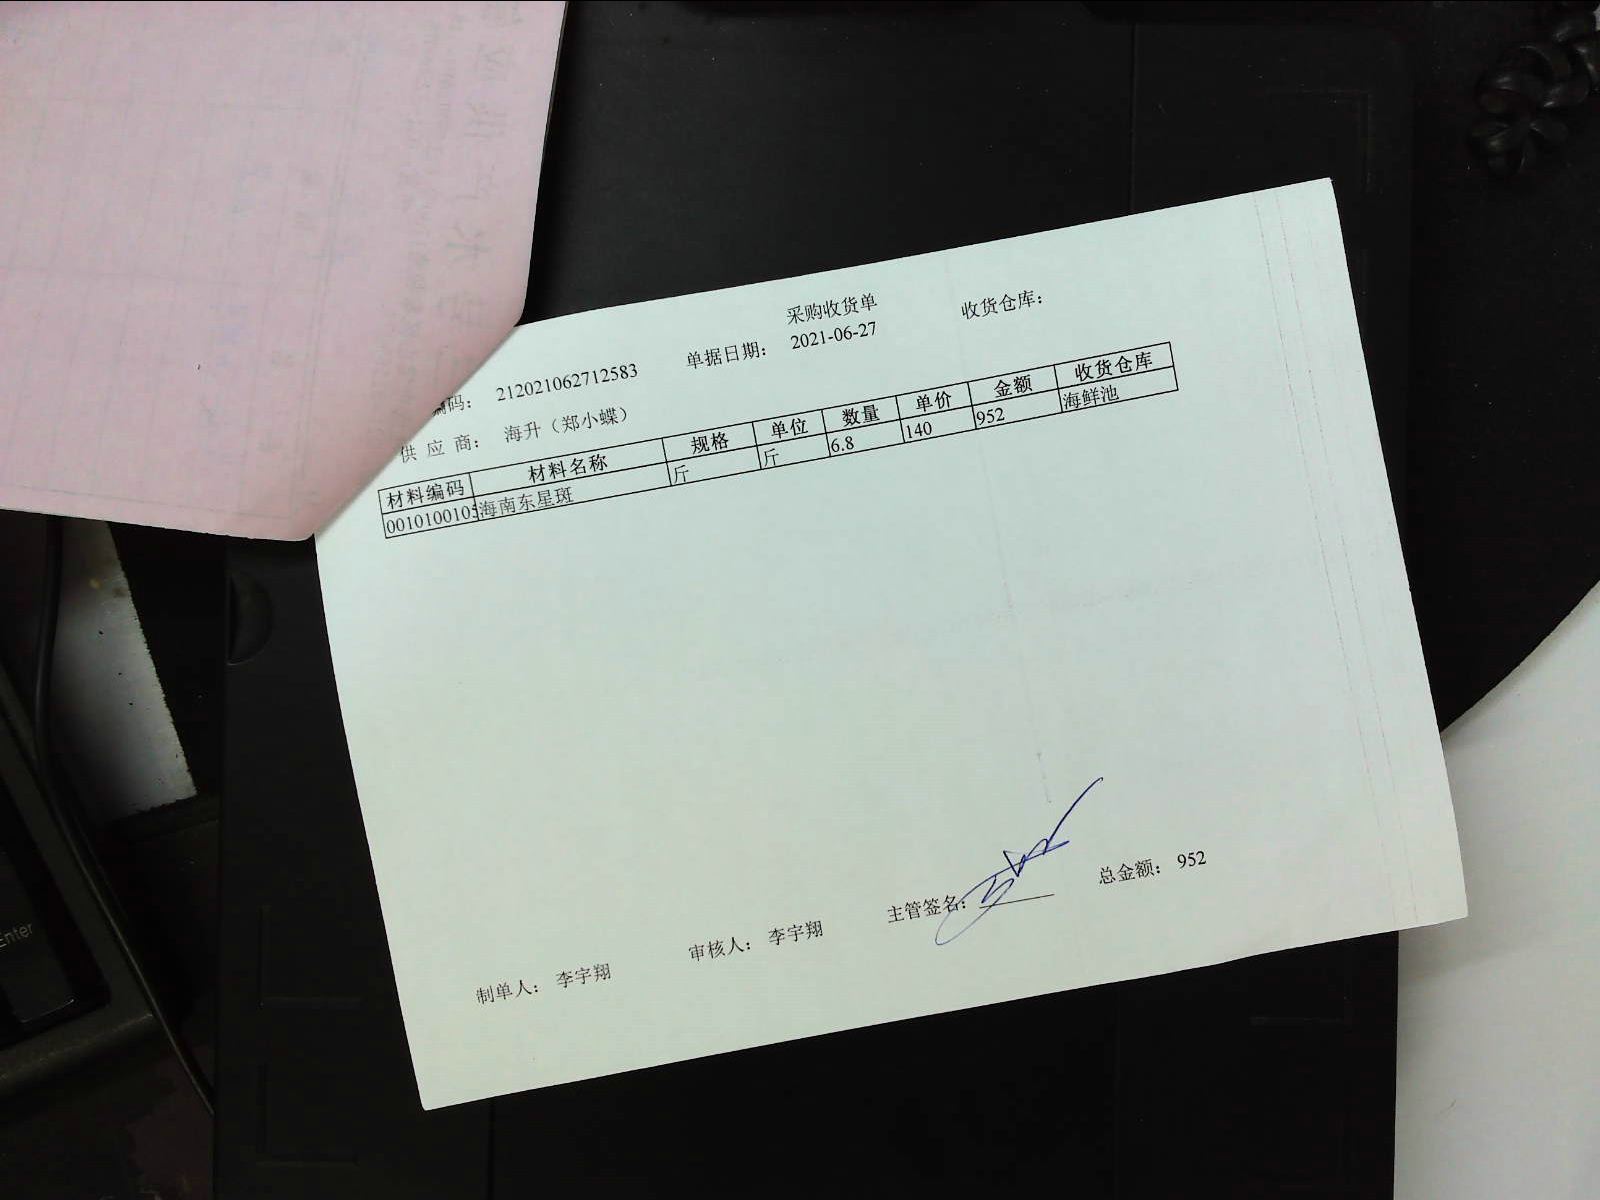 采购收货单
编码： 212021062712583 单据日期： 2021-06-27 收货仓库：
供 应 商： 海升（郑小蝶）
材料编码 材料名称 规格 单位 数量 单价 金额 收货仓库
0010100105 海南东星斑 斤 斤 6.8 140 952 海鲜池
制单人： 李宇翔 审核人： 李宇翔 主管签名： 总金额： 952
Enter